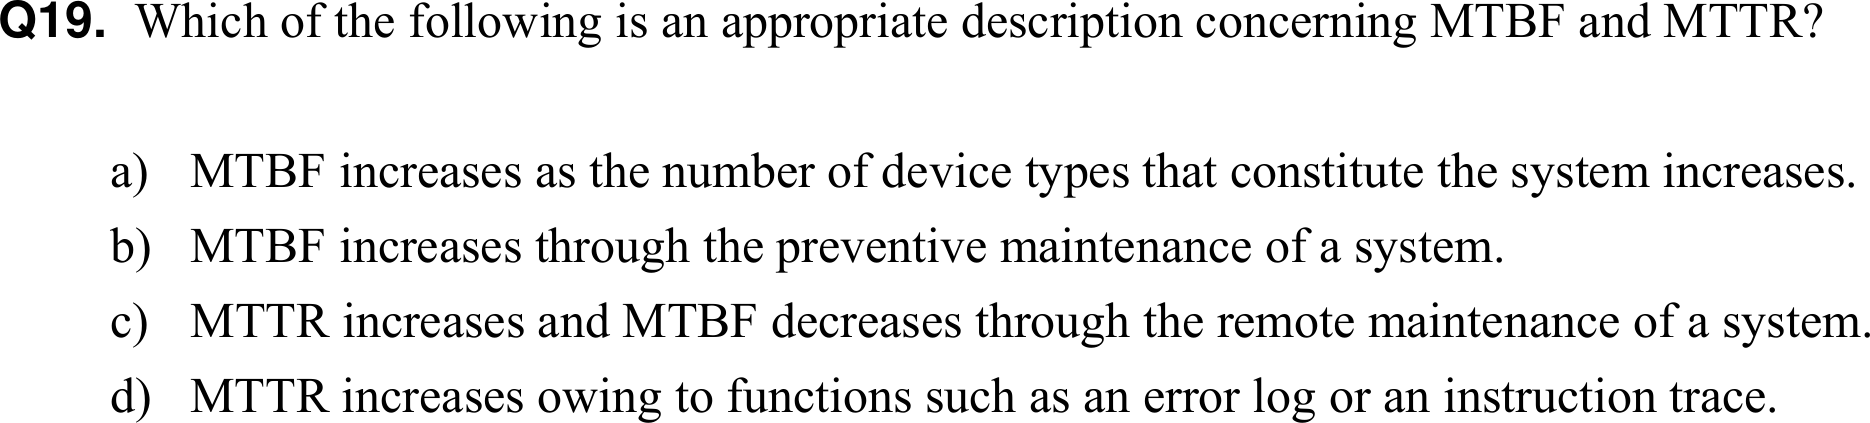 Q19. Which of the following is an appropriate description concerning MTBF and MTTR?
a) MTBF increases as the number of device types that constitute the system increases.
b) MTBF increases through the preventive maintenance of a system.
c) MTTR increases and MTBF decreases through the remote maintenance of a system.
d) MTTR increases owing to functions such as an error log or an instruction trace.